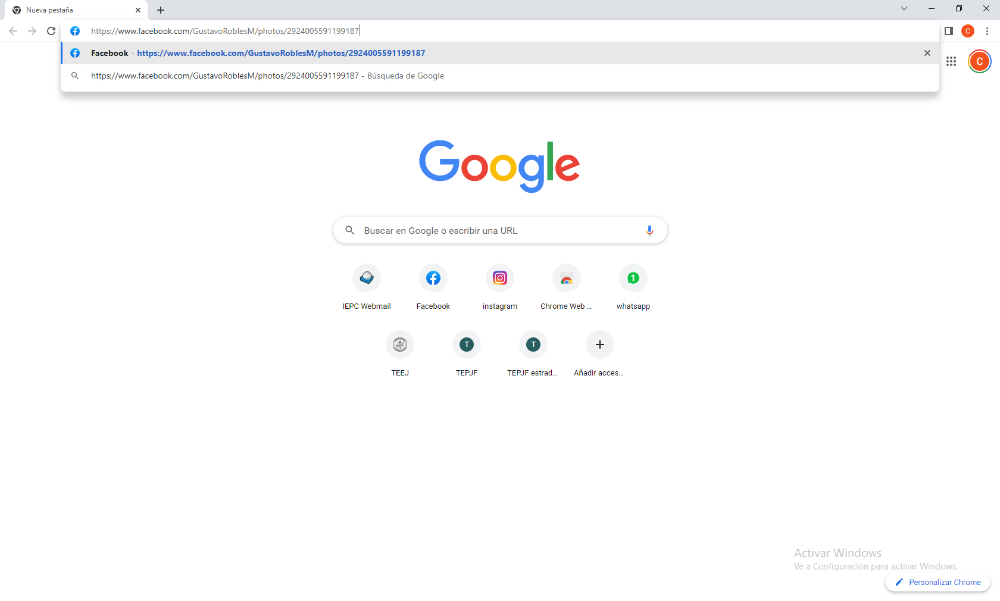 Nueva pestaña
https://www.facebook.com/GustavoRoblesM/photos/2924005591199187
C
Facebook - https://www.facebook.com/GustavoRoblesM/photos/2924005591199187
https://www.facebook.com/GustavoRoblesM/photos/2924005591199187 - Búsqueda de Google
C
Google
Buscar en Google o escribir una URL
1
IEPC Webmail
Facebook
instagram
Chrome Web ...
whatsapp
T
T
TEEJ
TEPJF
TEPJF estrad...
Añadir acces...
Activar Windows
Ve a Configuración para activar Windows.
Personalizar Chrome